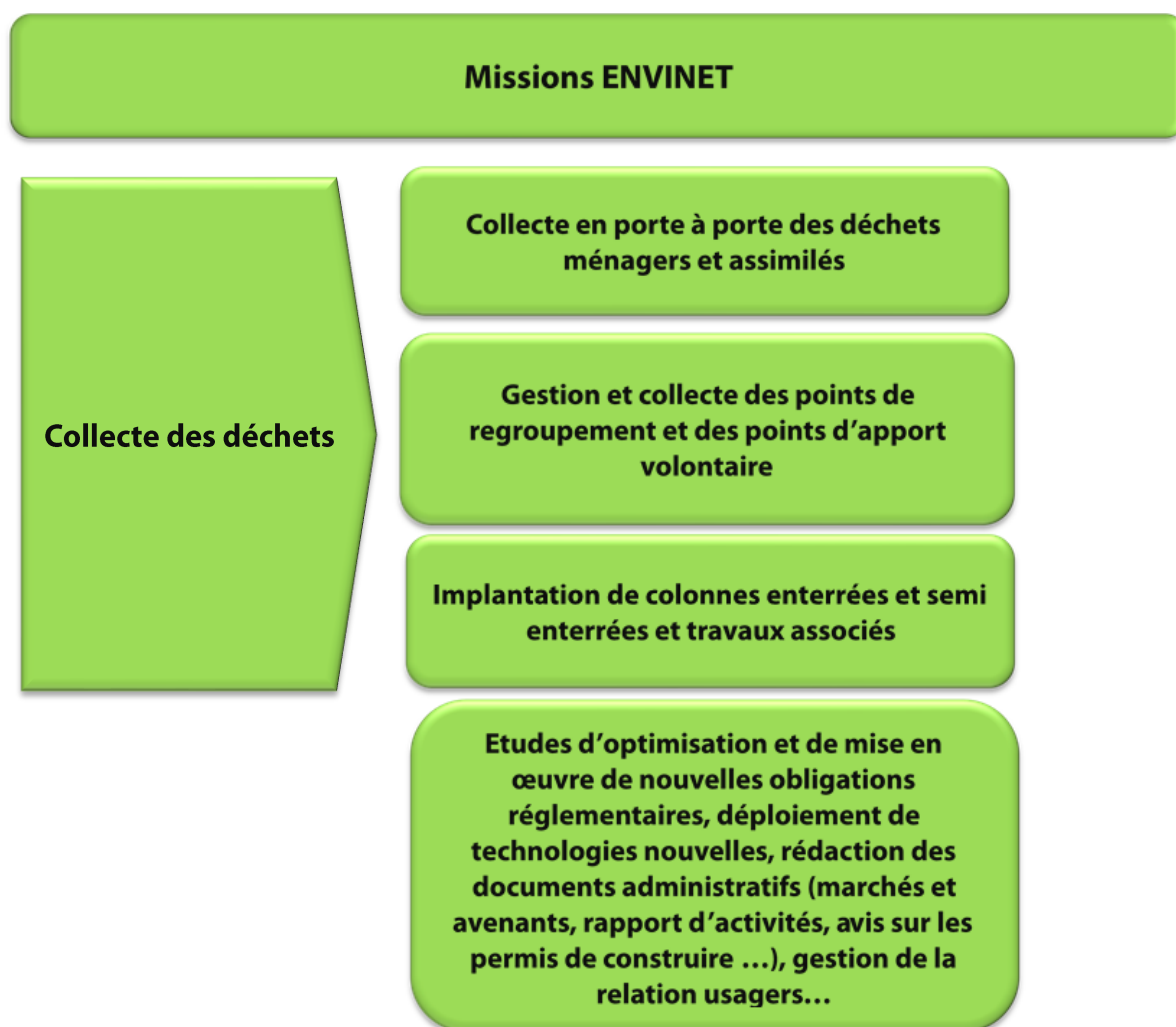 Missions ENVINET
Collecte des déchets
Collecte en porte à porte des déchets
ménagers et assimilés
Gestion et collecte des points de
regroupement et des points d’apport
volontaire
Implantation de colonnes enterrées et semi
enterrées et travaux associés
Etudes d’optimisation et de mise en
œuvre de nouvelles obligations
réglementaires, déploiement de
technologies nouvelles, rédaction des
documents administratifs (marchés et
avenants, rapport d’activités, avis sur les
permis de construire …), gestion de la
relation usagers…